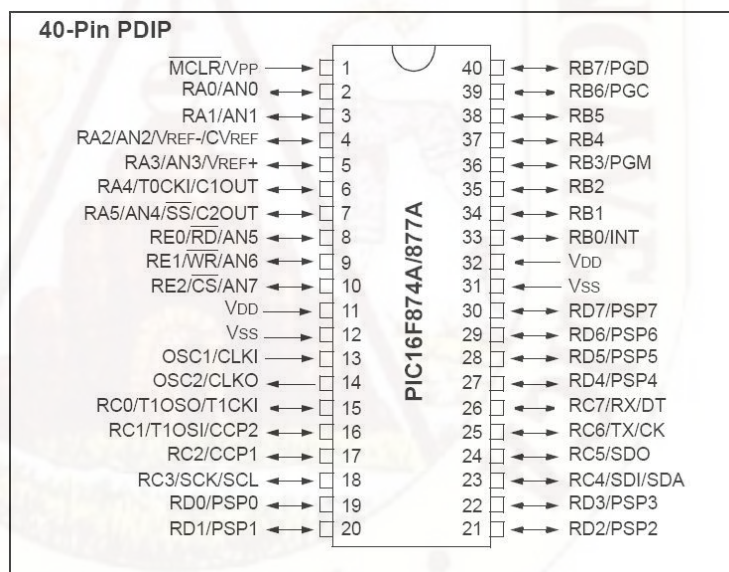 40-Pin PDIP
MCLR/VPP 1 40 RB7/PGD
RA0/AN0 2 39 RB6/PGC
RA1/AN1 3 38 RB5
RA2/AN2/VREF-/CVREF 4 37 RB4
RA3/AN3/VREF+ 5 36 RB3/PGM
RA4/T0CKI/C1OUT 6 35 RB2
RA5/AN4/SS/C2OUT 7 34 RB1
RE0/RD/AN5 8 33 RB0/INT
RE1/WR/AN6 9 32 VDD
RE2/CS/AN7 10 31 VSS
VDD 11 30 RD7/PSP7
VSS 12 29 RD6/PSP6
OSC1/CLKI 13 28 RD5/PSP5
OSC2/CLKO 14 27 RD4/PSP4
RC0/T1OSO/T1CKI 15 26 RC7/RX/DT
RC1/T1OSI/CCP2 16 25 RC6/TX/CK
RC2/CCP1 17 24 RC5/SDO
RC3/SCK/SCL 18 23 RC4/SDI/SDA
RD0/PSP0 19 22 RD3/PSP3
RD1/PSP1 20 21 RD2/PSP2
PIC16F874A/877A